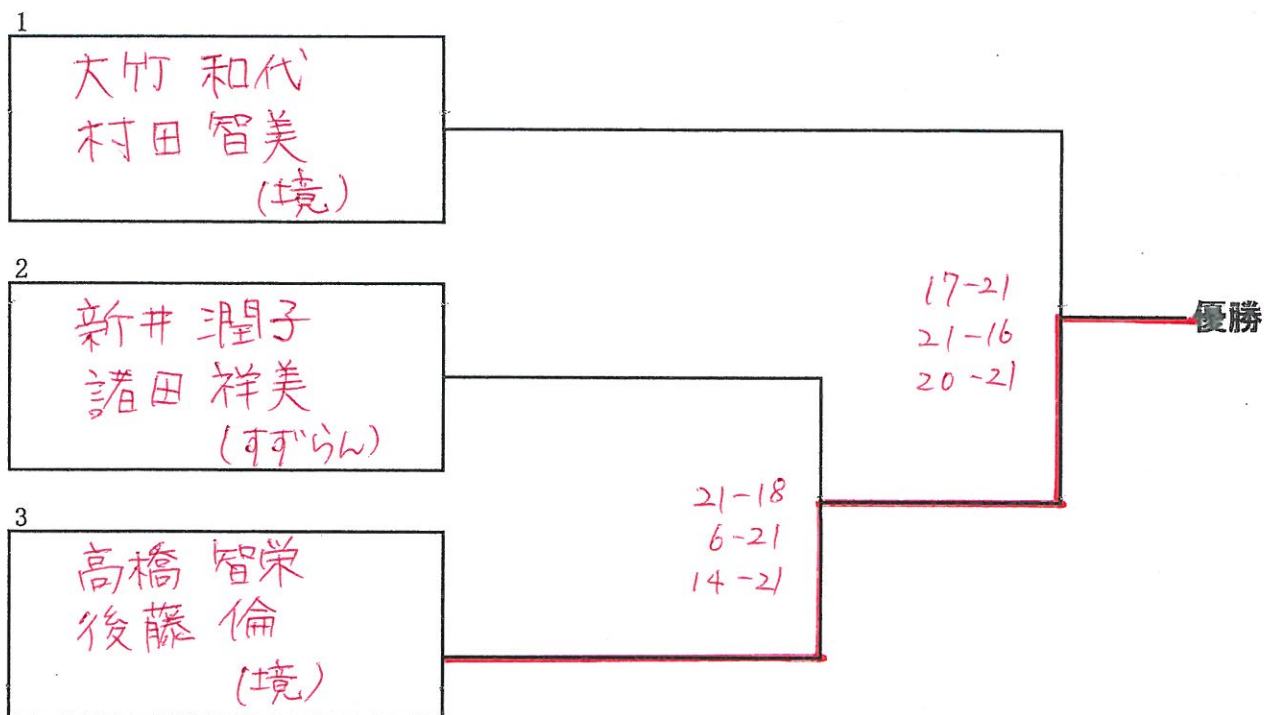 1
大竹 和代
村田 智美
(境)
2
新井 潤子
諸田 祥美
(すずらん)
3
高橋 智栄
後藤 倫
(境)
21-18
6-21
14-21
17-21
21-16
20-21
優勝